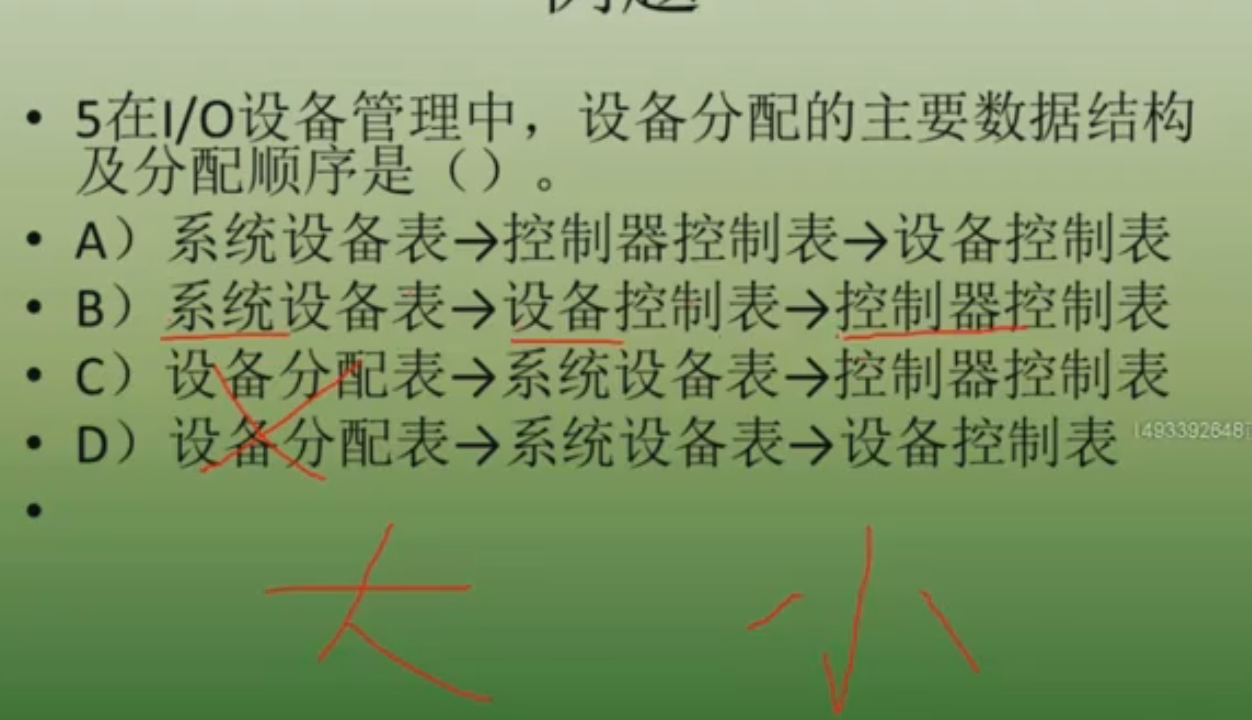 例题
• 5在I/O设备管理中，设备分配的主要数据结构
及分配顺序是（）。
• A）系统设备表→控制器控制表→设备控制表
• B）系统设备表→设备控制表→控制器控制表
• C）设备分配表→系统设备表→控制器控制表
• D）设备分配表→系统设备表→设备控制表
•
大 小